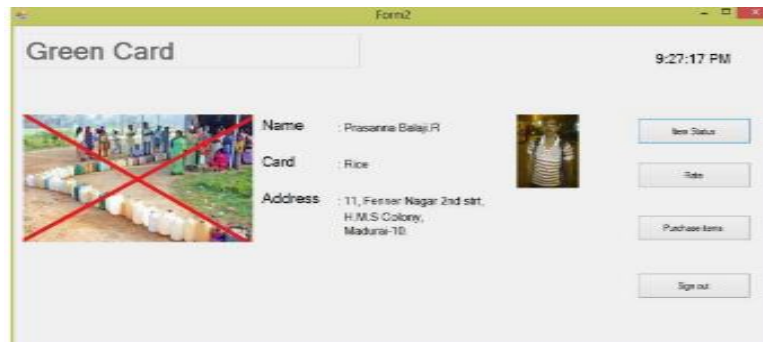 Form2
Green Card
9:27:17 PM
Name : Prasanna Balaji.R
Card : Rice
Address : 11, Fenner Nagar 2nd strt,
H.M.S Colony,
Madurai-10.
Item Status
Rate
Purchase items
Sign out